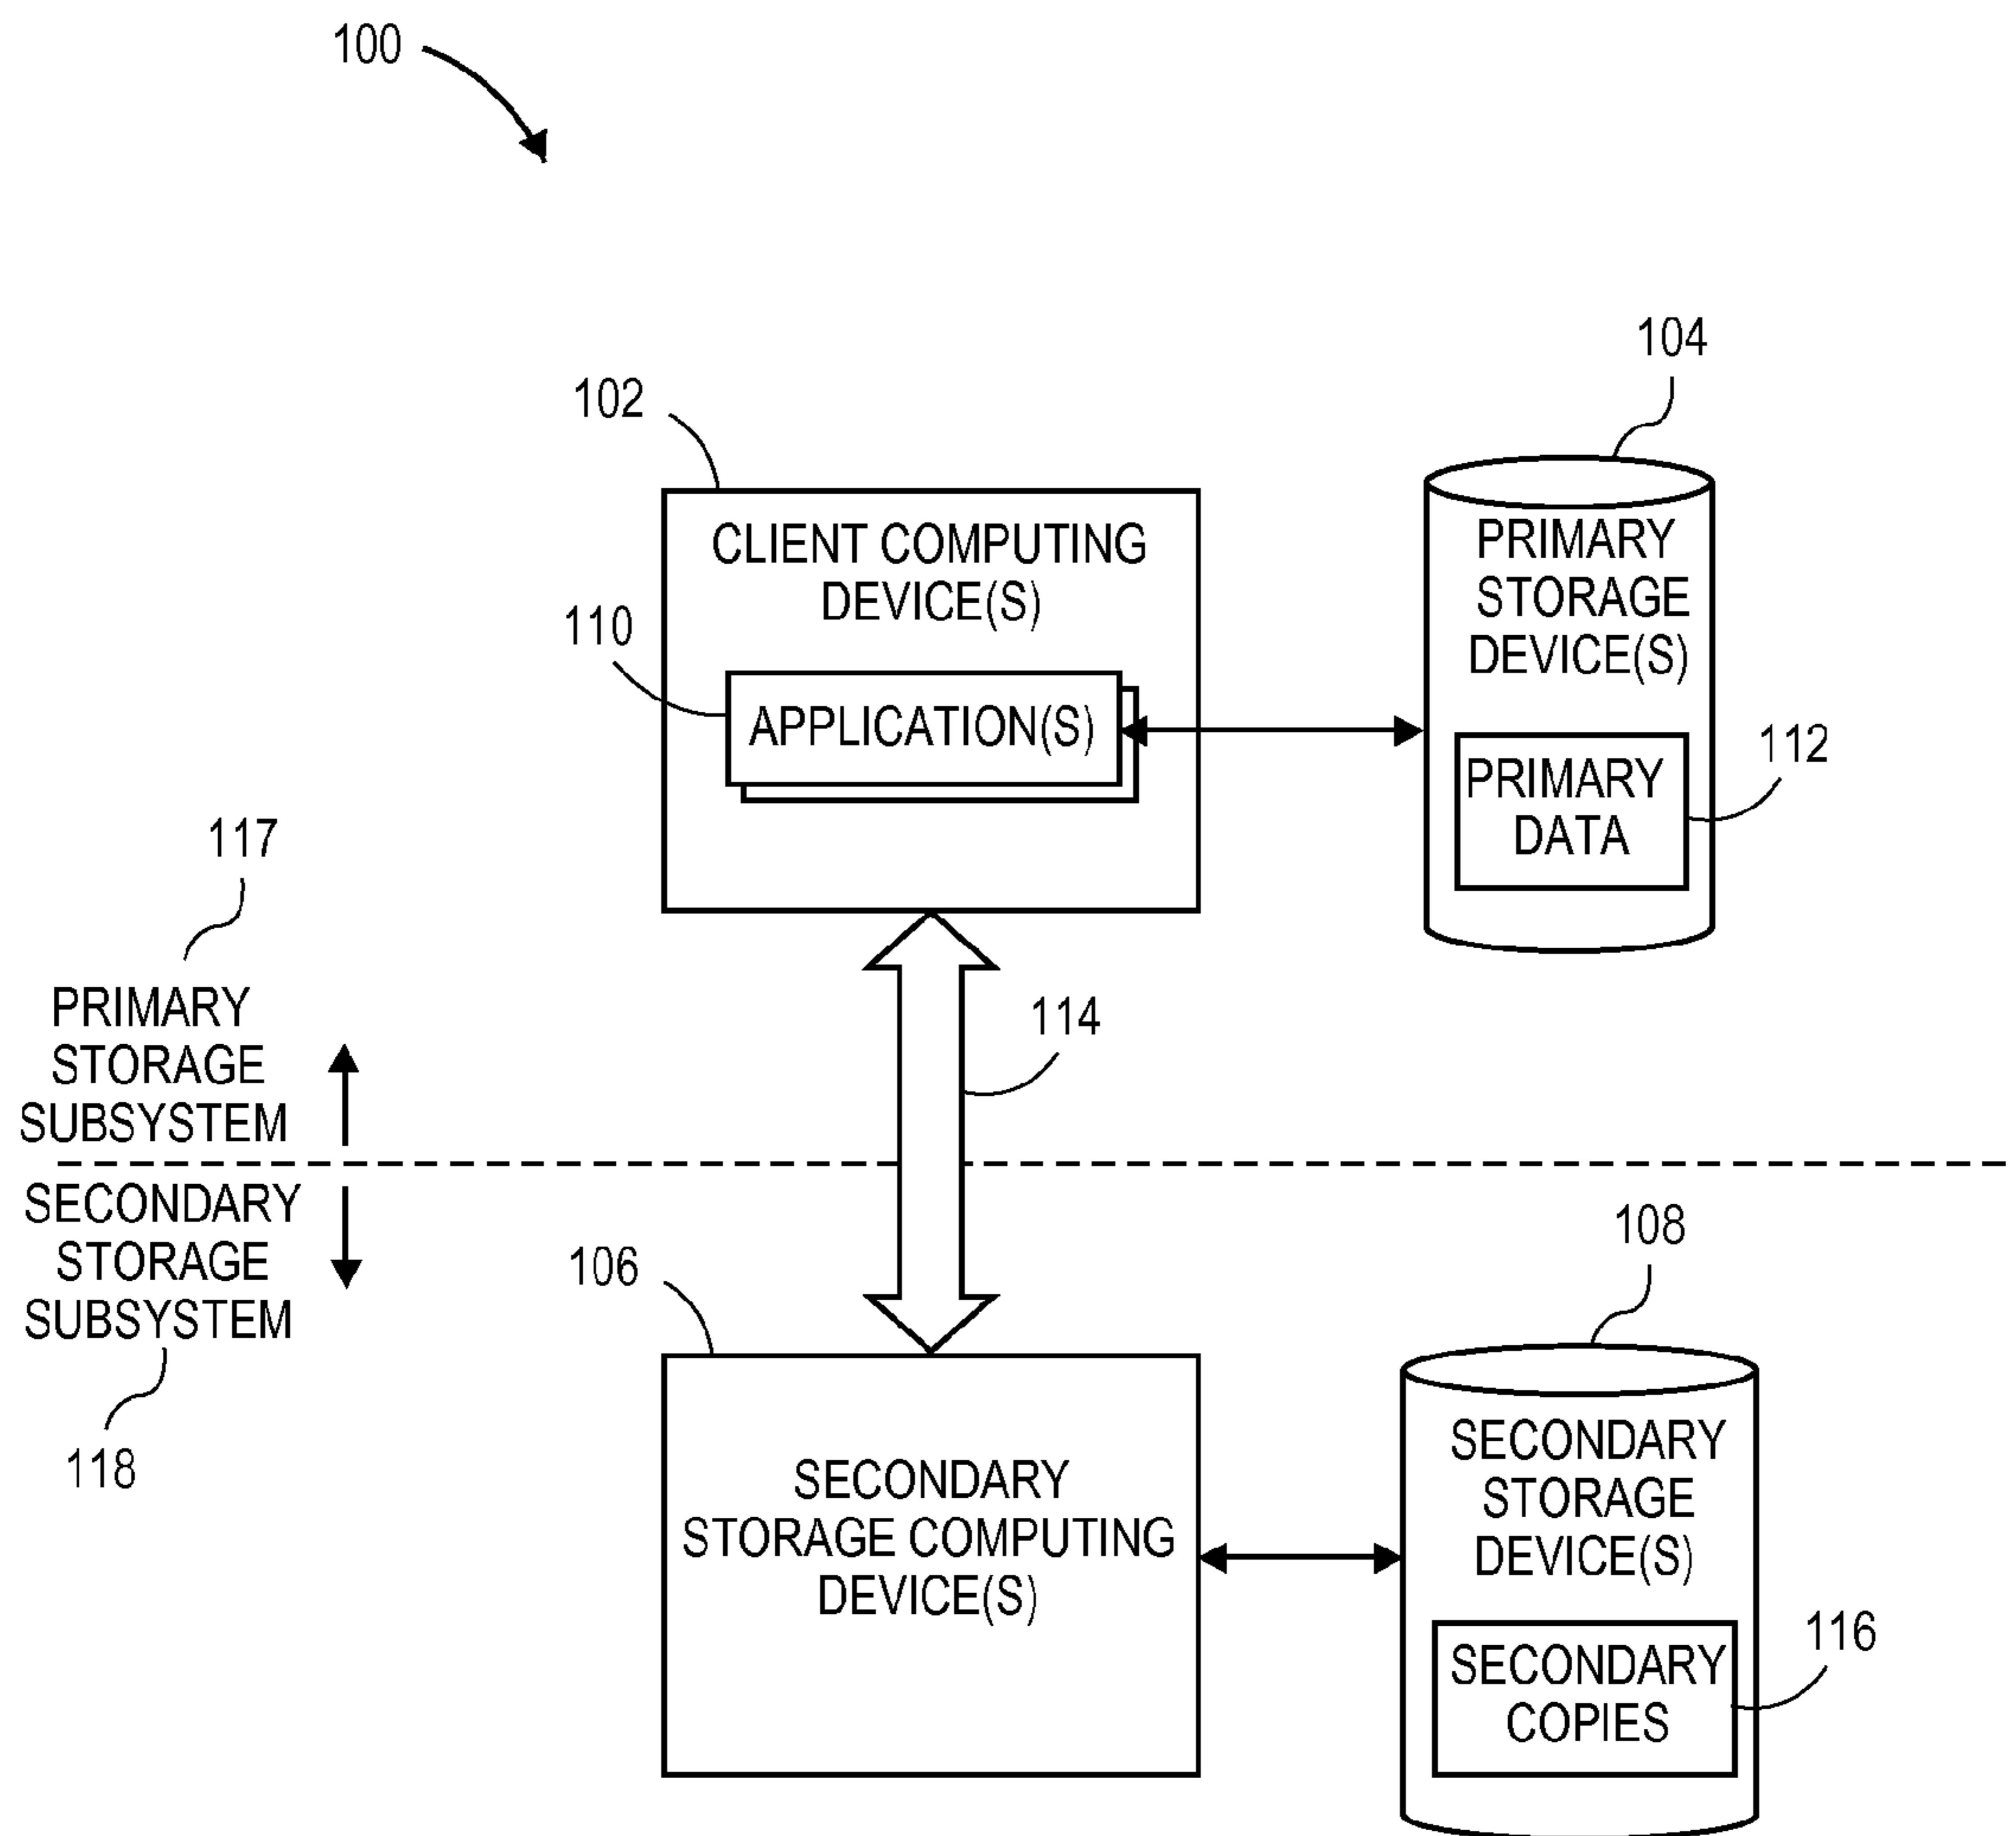 100
104
102
CLIENT COMPUTING
DEVICE(S)
110
APPLICATION(S)
PRIMARY
STORAGE
DEVICE(S)
PRIMARY
DATA
112
117
PRIMARY
STORAGE
SUBSYSTEM
114
SECONDARY
STORAGE
SUBSYSTEM
118
106
SECONDARY
STORAGE COMPUTING
DEVICE(S)
108
SECONDARY
STORAGE
DEVICE(S)
SECONDARY
COPIES
116